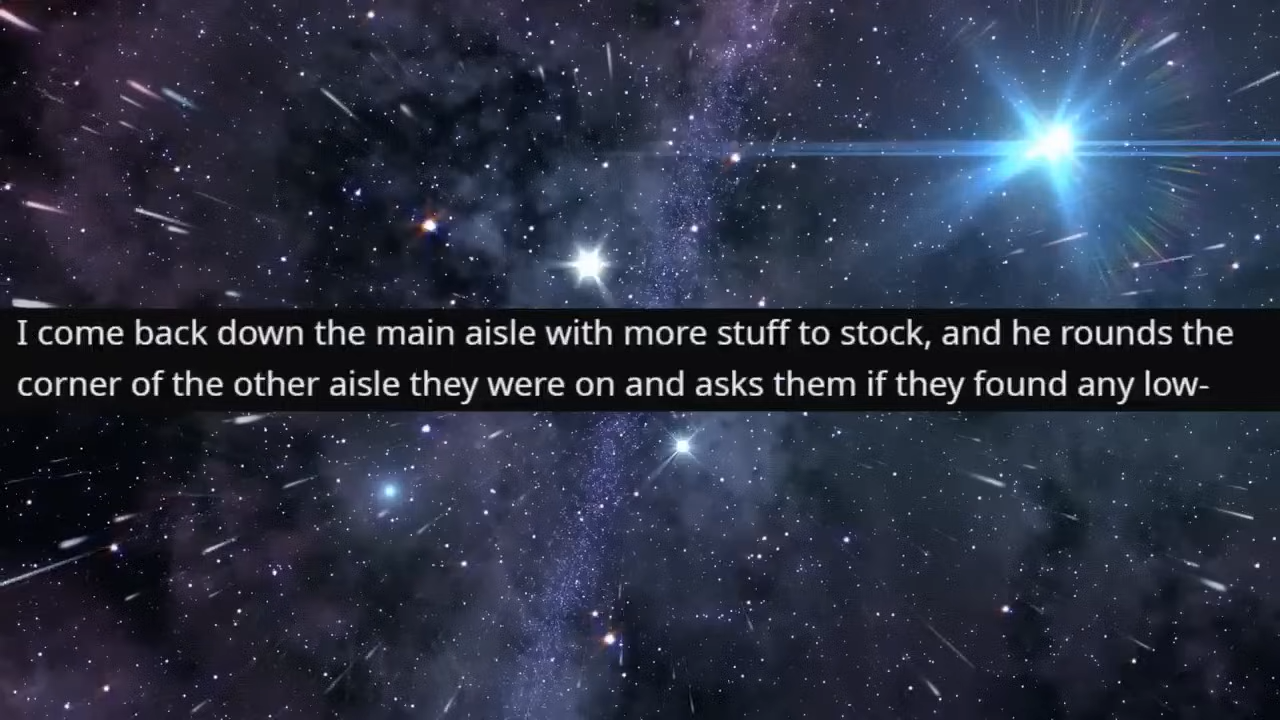 I come back down the main aisle with more stuff to stock, and he rounds the
corner of the other aisle they were on and asks them if they found any low-